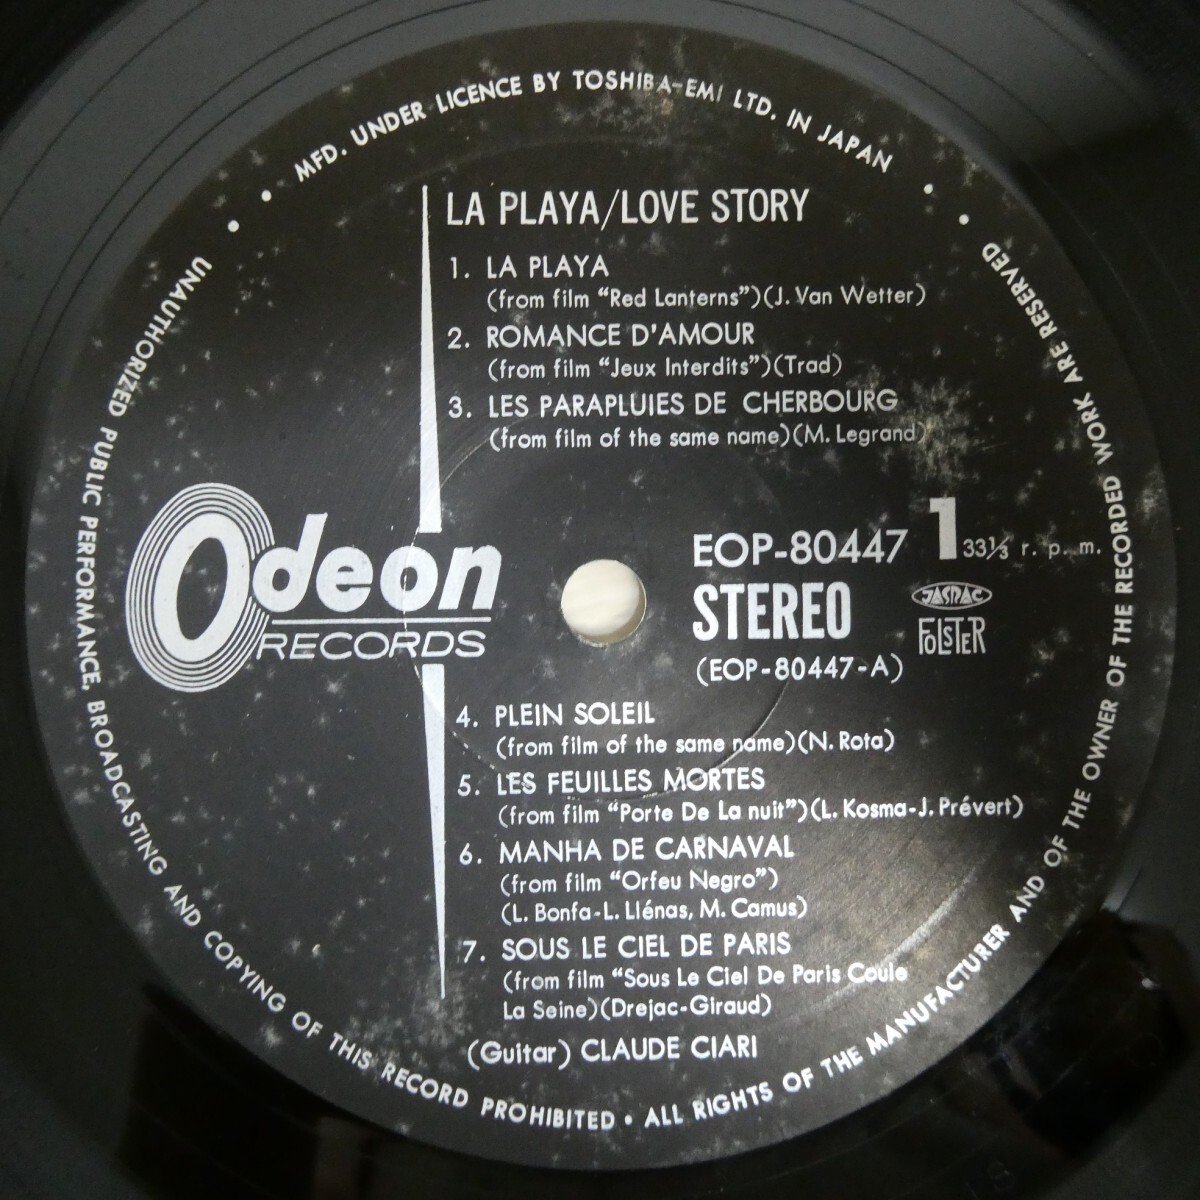 MFD. UNDER LICENCE BY TOSHIBA-EMI LTD. IN JAPAN
LA PLAYA/LOVE STORY
1. LA PLAYA
(from film “Red Lanterns”)(J. Van Wetter)
2. ROMANCE D'AMOUR
(from film “Jeux Interdits”)(Trad)
3. LES PARAPLUIES DE CHERBOURG
(from film of the same name)(M. Legrand)
Odeon
RECORDS
EOP-80447 1 33⅓ r. p. m.
STEREO
JASRAC
FOLSTER
(EOP-80447-A)
4. PLEIN SOLEIL
(from film of the same name)(N. Rota)
5. LES FEUILLES MORTES
(from film “Porte De La nuit”)(L. Kosma-J. Prévert)
6. MANHA DE CARNAVAL
(from film “Orfeu Negro”)
(L. Bonfa-L. Llénas, M. Camus)
7. SOUS LE CIEL DE PARIS
(from film “Sous Le Ciel De Paris Coule
La Seine)(Drejac-Giraud)
(Guitar) CLAUDE CIARI
UNAUTHORIZED PUBLIC PERFORMANCE, BROADCASTING AND COPYING OF THIS RECORD PROHIBITED • ALL RIGHTS OF THE MANUFACTURER AND OF THE OWNER OF THE RECORDED WORK ARE RESERVED